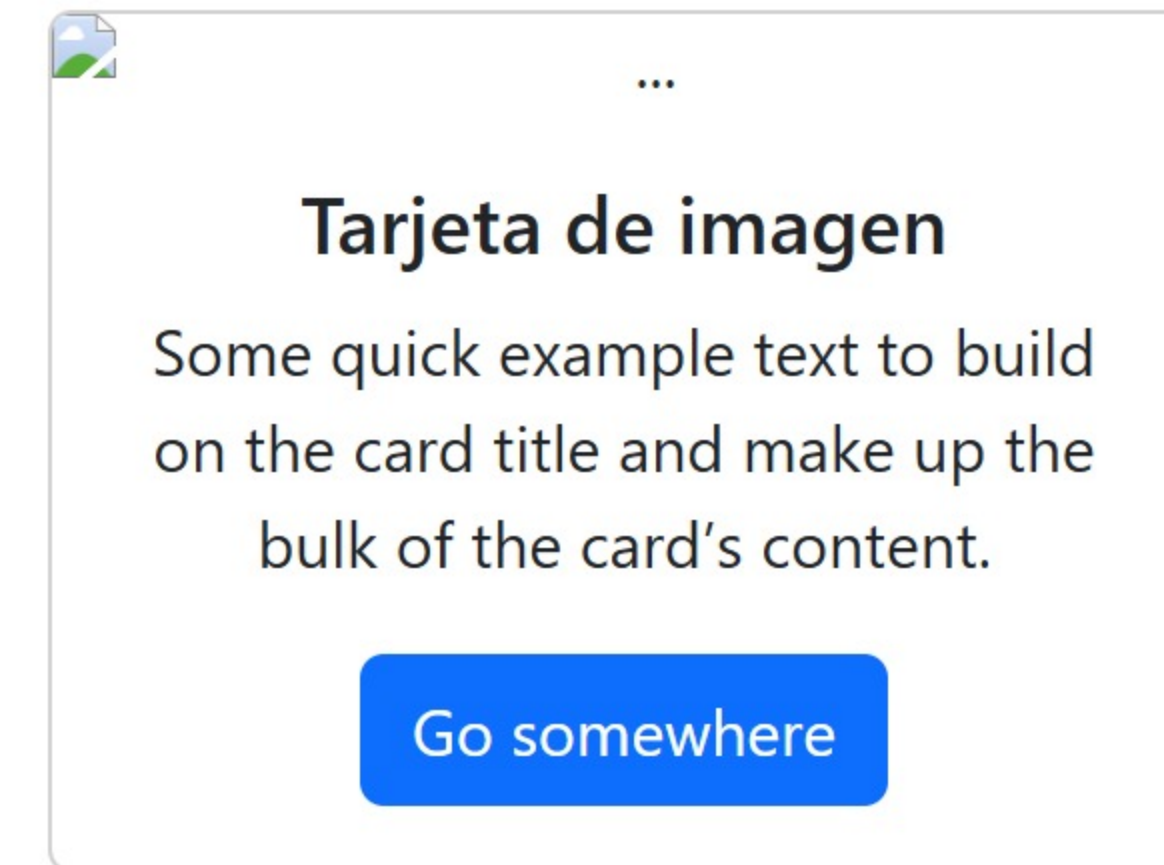 ...
Tarjeta de imagen
Some quick example text to build
on the card title and make up the
bulk of the card’s content.
Go somewhere